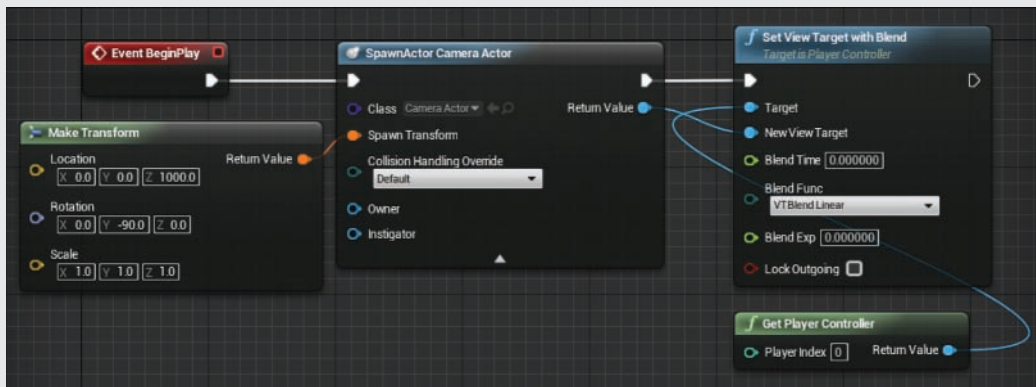 Event BeginPlay
SpawnActor Camera Actor
Class Camera Actor
Return Value
Spawn Transform
Collision Handling Override
Default
Owner
Instigator
Make Transform
Location
Return Value
X 0.0 Y 0.0 Z 1000.0
Rotation
X 0.0 Y -90.0 Z 0.0
Scale
X 1.0 Y 1.0 Z 1.0
f Set View Target with Blend
Target is Player Controller
Target
New View Target
Blend Time 0.000000
Blend Func
VTBlend Linear
Blend Exp 0.000000
Lock Outgoing
f Get Player Controller
Player Index 0 Return Value